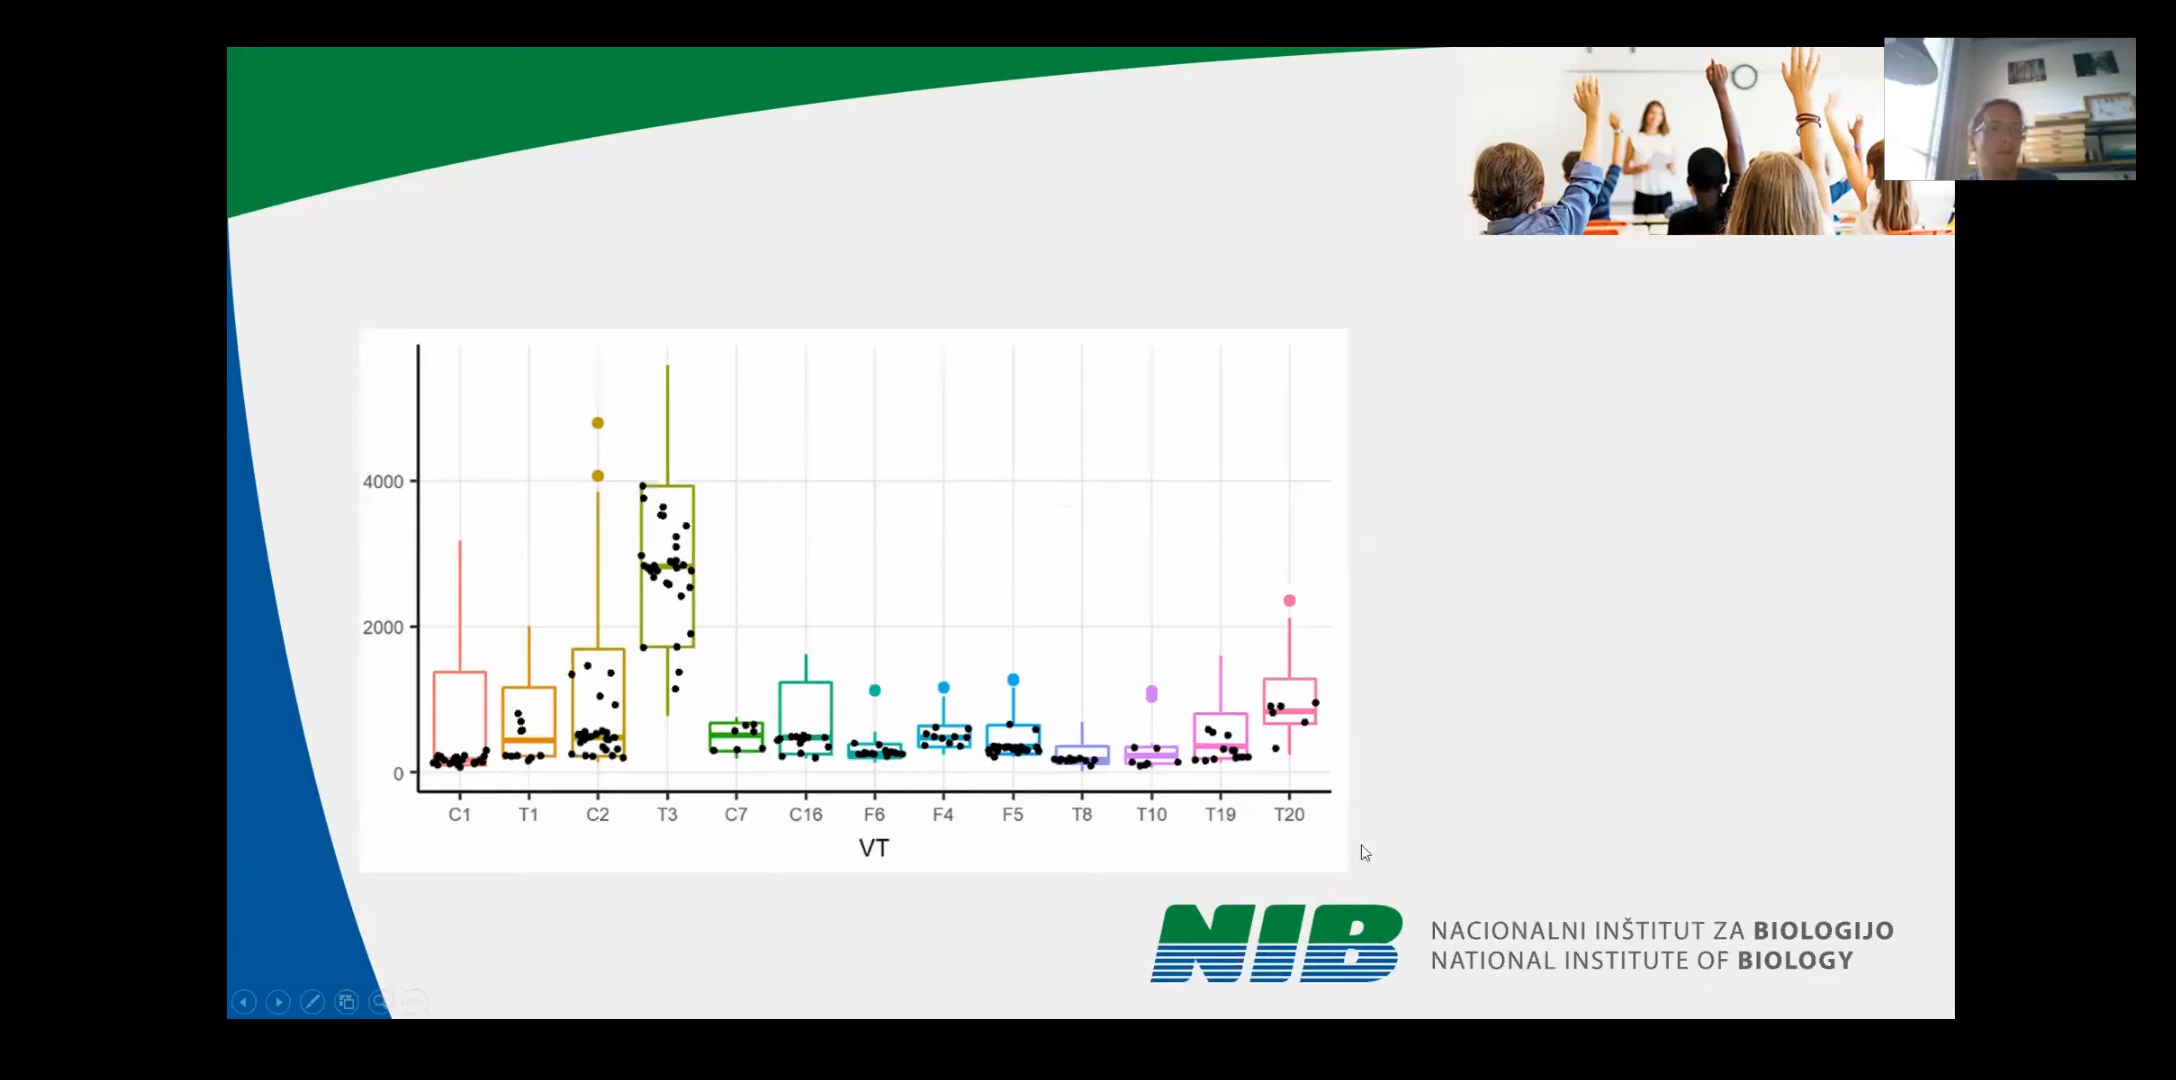 4000
2000
0
C1 T1 C2 T3 C7 C16 F6 F4 F5 T8 T10 T19 T20
VT
NIB
NACIONALNI INŠTITUT ZA BIOLOGIJO
NATIONAL INSTITUTE OF BIOLOGY